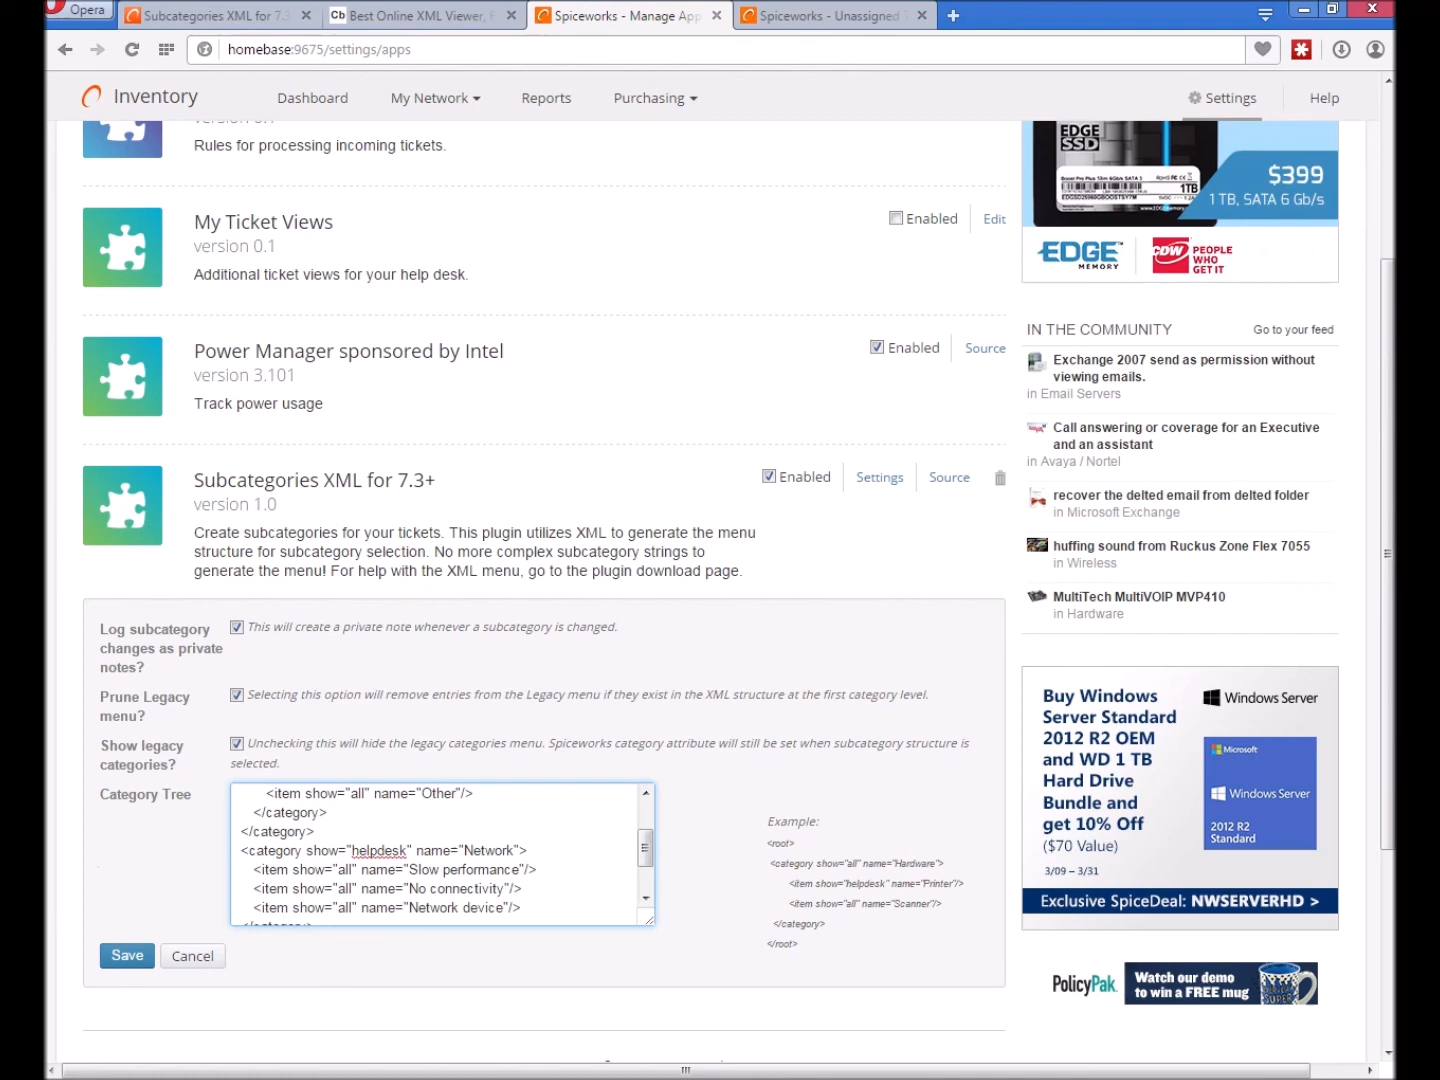 Opera
Subcategories XML for 7.3
Cb Best Online XML Viewer, F
Spiceworks - Manage App
Spiceworks - Unassigned T
homebase:9675/settings/apps
Inventory
Dashboard
My Network
Reports
Purchasing
Settings
Help
Rules for processing incoming tickets.
My Ticket Views
version 0.1
Additional ticket views for your help desk.
Enabled
Edit
Power Manager sponsored by Intel
version 3.101
Track power usage
Enabled
Source
Subcategories XML for 7.3+
version 1.0
Create subcategories for your tickets. This plugin utilizes XML to generate the menu
structure for subcategory selection. No more complex subcategory strings to
generate the menu! For help with the XML menu, go to the plugin download page.
Enabled
Settings
Source
Log subcategory
changes as private
notes?
This will create a private note whenever a subcategory is changed.
Prune Legacy
menu?
Selecting this option will remove entries from the Legacy menu if they exist in the XML structure at the first category level.
Show legacy
categories?
Unchecking this will hide the legacy categories menu. Spiceworks category attribute will still be set when subcategory structure is
selected.
Category Tree
<item show="all" name="Other"/>
</category>
</category>
<category show="helpdesk" name="Network">
<item show="all" name="Slow performance"/>
<item show="all" name="No connectivity"/>
<item show="all" name="Network device"/>
</category>
Example:
<root>
<category show="all" name="Hardware">
<item show="helpdesk" name="Printer"/>
<item show="all" name="Scanner"/>
</category>
</root>
Save
Cancel
EDGE
SSD
1TB
$399
1 TB, SATA 6 Gb/s
EDGE
MEMORY
CDW
PEOPLE
WHO
GET IT
IN THE COMMUNITY
Go to your feed
Exchange 2007 send as permission without
viewing emails.
in Email Servers
Call answering or coverage for an Executive
and an assistant
in Avaya / Nortel
recover the delted email from delted folder
in Microsoft Exchange
huffing sound from Ruckus Zone Flex 7055
in Wireless
MultiTech MultiVOIP MVP410
in Hardware
Buy Windows
Server Standard
2012 R2 OEM
and WD 1 TB
Hard Drive
Bundle and
get 10% Off
($70 Value)
3/09 – 3/31
Windows Server
Microsoft
Windows Server
2012 R2
Standard
Exclusive SpiceDeal: NWSERVERHD >
PolicyPak
Watch our demo
to win a FREE mug